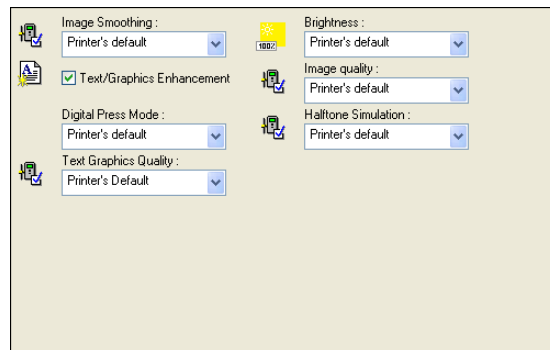 Image Smoothing :
Printer's default
Text/Graphics Enhancement
Digital Press Mode :
Printer's default
Text Graphics Quality :
Printer's Default
Brightness :
100%
Printer's default
Image quality :
Printer's default
Halftone Simulation :
Printer's default